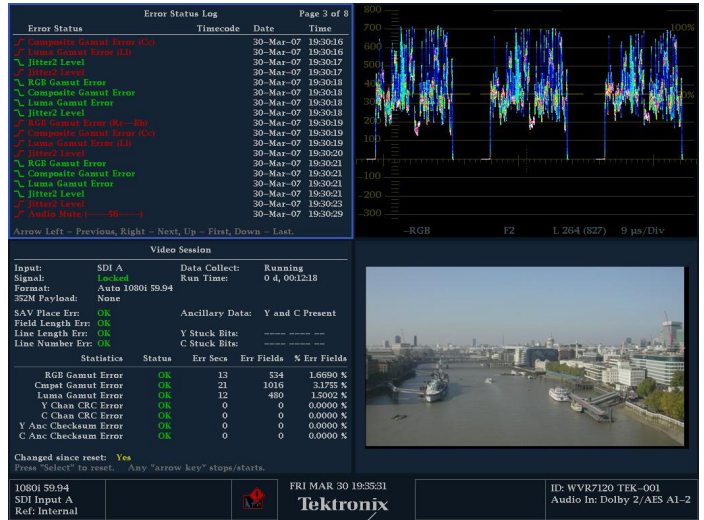 Error Status Log Page 3 of 8
Error Status Timecode Date Time
Composite Gamut Error (Cc) 30-Mar-07 19:30:16
Luma Gamut Error (Ll) 30-Mar-07 19:30:16
Jitter2 Level 30-Mar-07 19:30:17
Jitter2 Level 30-Mar-07 19:30:17
RGB Gamut Error 30-Mar-07 19:30:18
Composite Gamut Error 30-Mar-07 19:30:18
Luma Gamut Error 30-Mar-07 19:30:18
Jitter2 Level 30-Mar-07 19:30:18
RGB Gamut Error 30-Mar-07 19:30:19
Composite Gamut Error (Cc) 30-Mar-07 19:30:19
Luma Gamut Error (Ll) 30-Mar-07 19:30:19
Jitter2 Level 30-Mar-07 19:30:20
RGB Gamut Error 30-Mar-07 19:30:21
Composite Gamut Error 30-Mar-07 19:30:21
Luma Gamut Error 30-Mar-07 19:30:21
Jitter2 Level 30-Mar-07 19:30:21
Jitter2 Level 30-Mar-07 19:30:23
Audio Mute (----56----) 30-Mar-07 19:30:29
Arrow Left - Previous, Right - Next, Up - First, Down - Last.
800
700
600
500
400
300
200
100
000
-100
-200
-300
100%
-RGB F2 L 264 (827) 9 µs/Div
Video Session
Input: SDI A Data Collect: Running
Signal: Locked Run Time: 0 d, 00:12:18
Format: Auto 1080i 59.94
352M Payload: None
SAV Place Err: OK Ancillary Data: Y and C Present
Field Length Err: OK
Line Length Err: OK Y Stuck Bits: ---- ---- --
Line Number Err: OK C Stuck Bits: ---- ---- --
Statistics Status Err Secs Err Fields % Err Fields
RGB Gamut Error OK 13 534 1.6690 %
Cmpst Gamut Error OK 21 1016 3.1755 %
Luma Gamut Error OK 12 480 1.5002 %
Y Chan CRC Error OK 0 0 0.0000 %
C Chan CRC Error OK 0 0 0.0000 %
Y Anc Checksum Error OK 0 0 0.0000 %
C Anc Checksum Error OK 0 0 0.0000 %
Changed since reset: Yes
Press "Select" to reset. Any "arrow key" stops/starts.
1080i 59.94
SDI Input A
Ref: Internal
FRI MAR 30 19:35:31
Tektronix
ID: WVR7120 TEK-001
Audio In: Dolby 2/AES A1-2